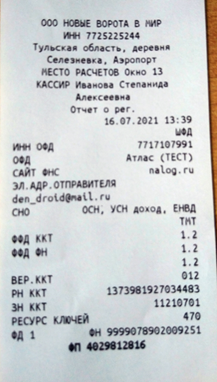 ООО НОВЫЕ ВОРОТА В МИР
ИНН 7725225244
Тульская область, деревня
Селезневка, Аэропорт
МЕСТО РАСЧЕТОВ Окно 13
КАССИР Иванова Степанида
Алексеевна
Отчет о рег.
16.07.2021 13:39
ИНН ОФД 7717107991
ОФД Атлас (ТЕСТ)
САЙТ ФНС nalog.ru
ЭЛ.АДР.ОТПРАВИТЕЛЯ
den_droid@mail.ru
СНО ОСН, УСН доход, ЕНВД
ФФД ККТ 1.2
ФФД ФН 1.2
1.2
ВЕР.ККТ 012
РН ККТ 1373981927034483
ЗН ККТ 11210701
РЕСУРС КЛЮЧЕЙ 470
ФД 1 ФН 9999078902009251
ФП 4029812816